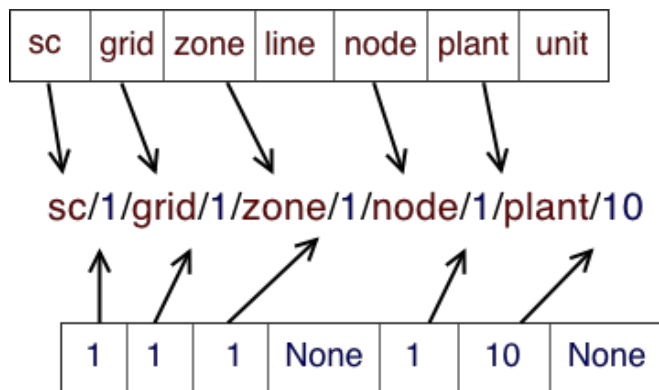 sc grid zone line node plant unit
sc/1/grid/1/zone/1/node/1/plant/10
1 1 1 None 1 10 None